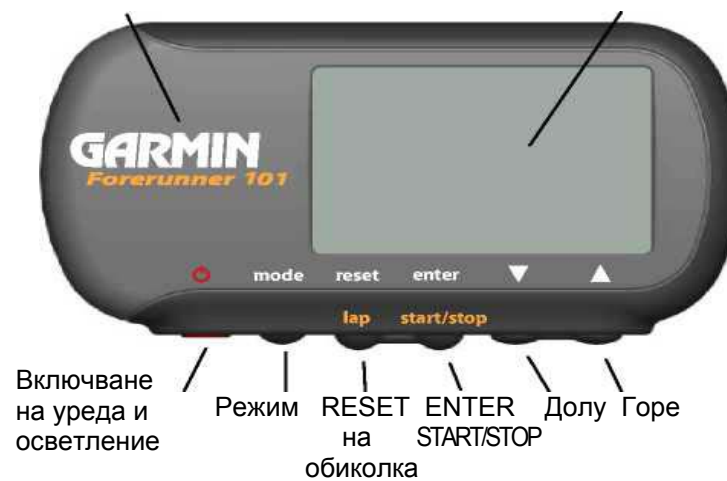 GARMIN
Forerunner 101
mode reset enter
lap start/stop
Включване
на уреда и
осветление
Режим
RESET
на
обиколка
ENTER
START/STOP
Долу
Горе